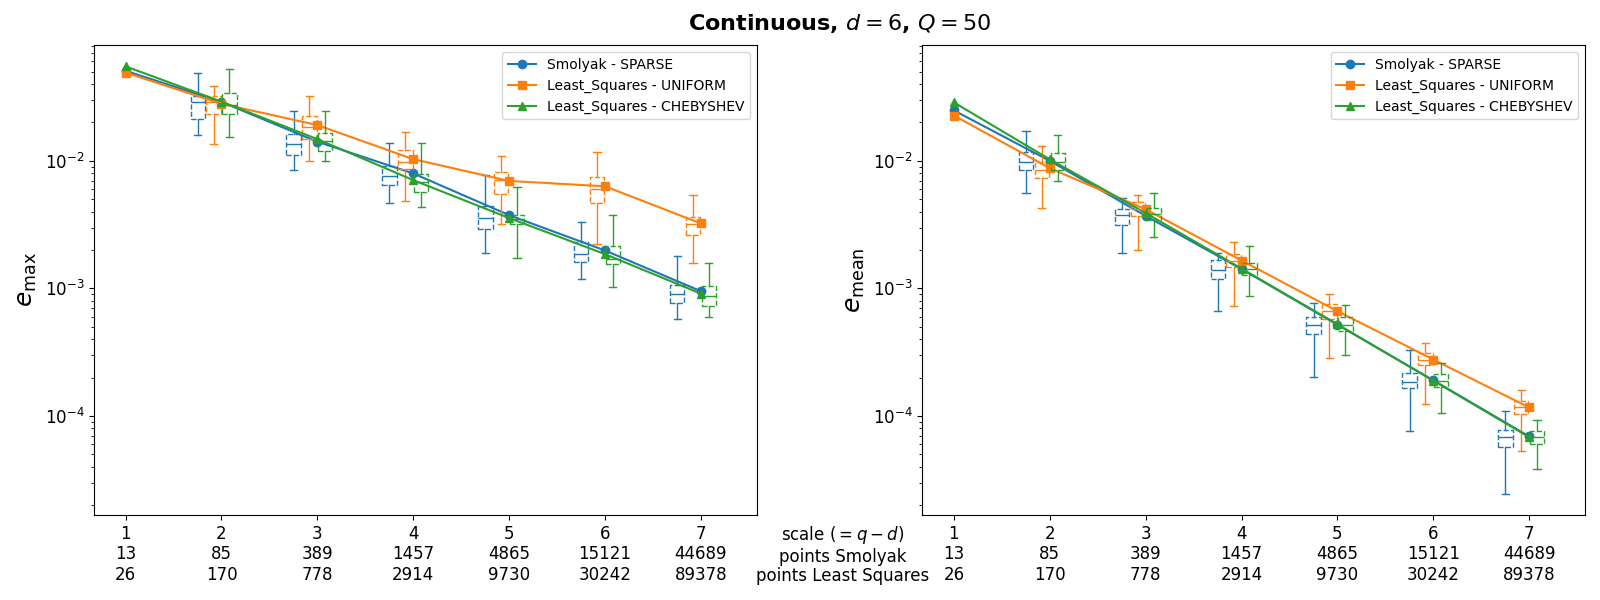 Continuous, d = 6, Q = 50
Smolyak - SPARSE
Least_Squares - UNIFORM
Least_Squares - CHEBYSHEV
Smolyak - SPARSE
Least_Squares - UNIFORM
Least_Squares - CHEBYSHEV
10⁻²
10⁻³
10⁻⁴
e_max
10⁻²
10⁻³
10⁻⁴
e_mean
1 2 3 4 5 6 7 scale (= q − d) 1 2 3 4 5 6 7
13 85 389 1457 4865 15121 44689 points Smolyak 13 85 389 1457 4865 15121 44689
26 170 778 2914 9730 30242 89378 points Least Squares 26 170 778 2914 9730 30242 89378